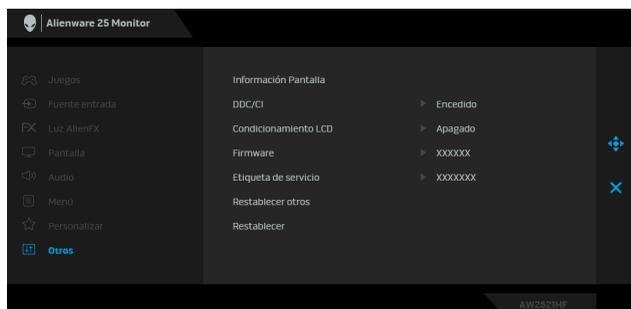 Alienware 25 Monitor
Juegos
Fuente entrada
FX Luz AlienFX
Pantalla
Audio
Menú
Personalizar
Otros
Información Pantalla
DDC/CI Encedido
Condicionamiento LCD Apagado
Firmware XXXXXX
Etiqueta de servicio XXXXXXX
Restablecer otros
Restablecer
AW2521HF